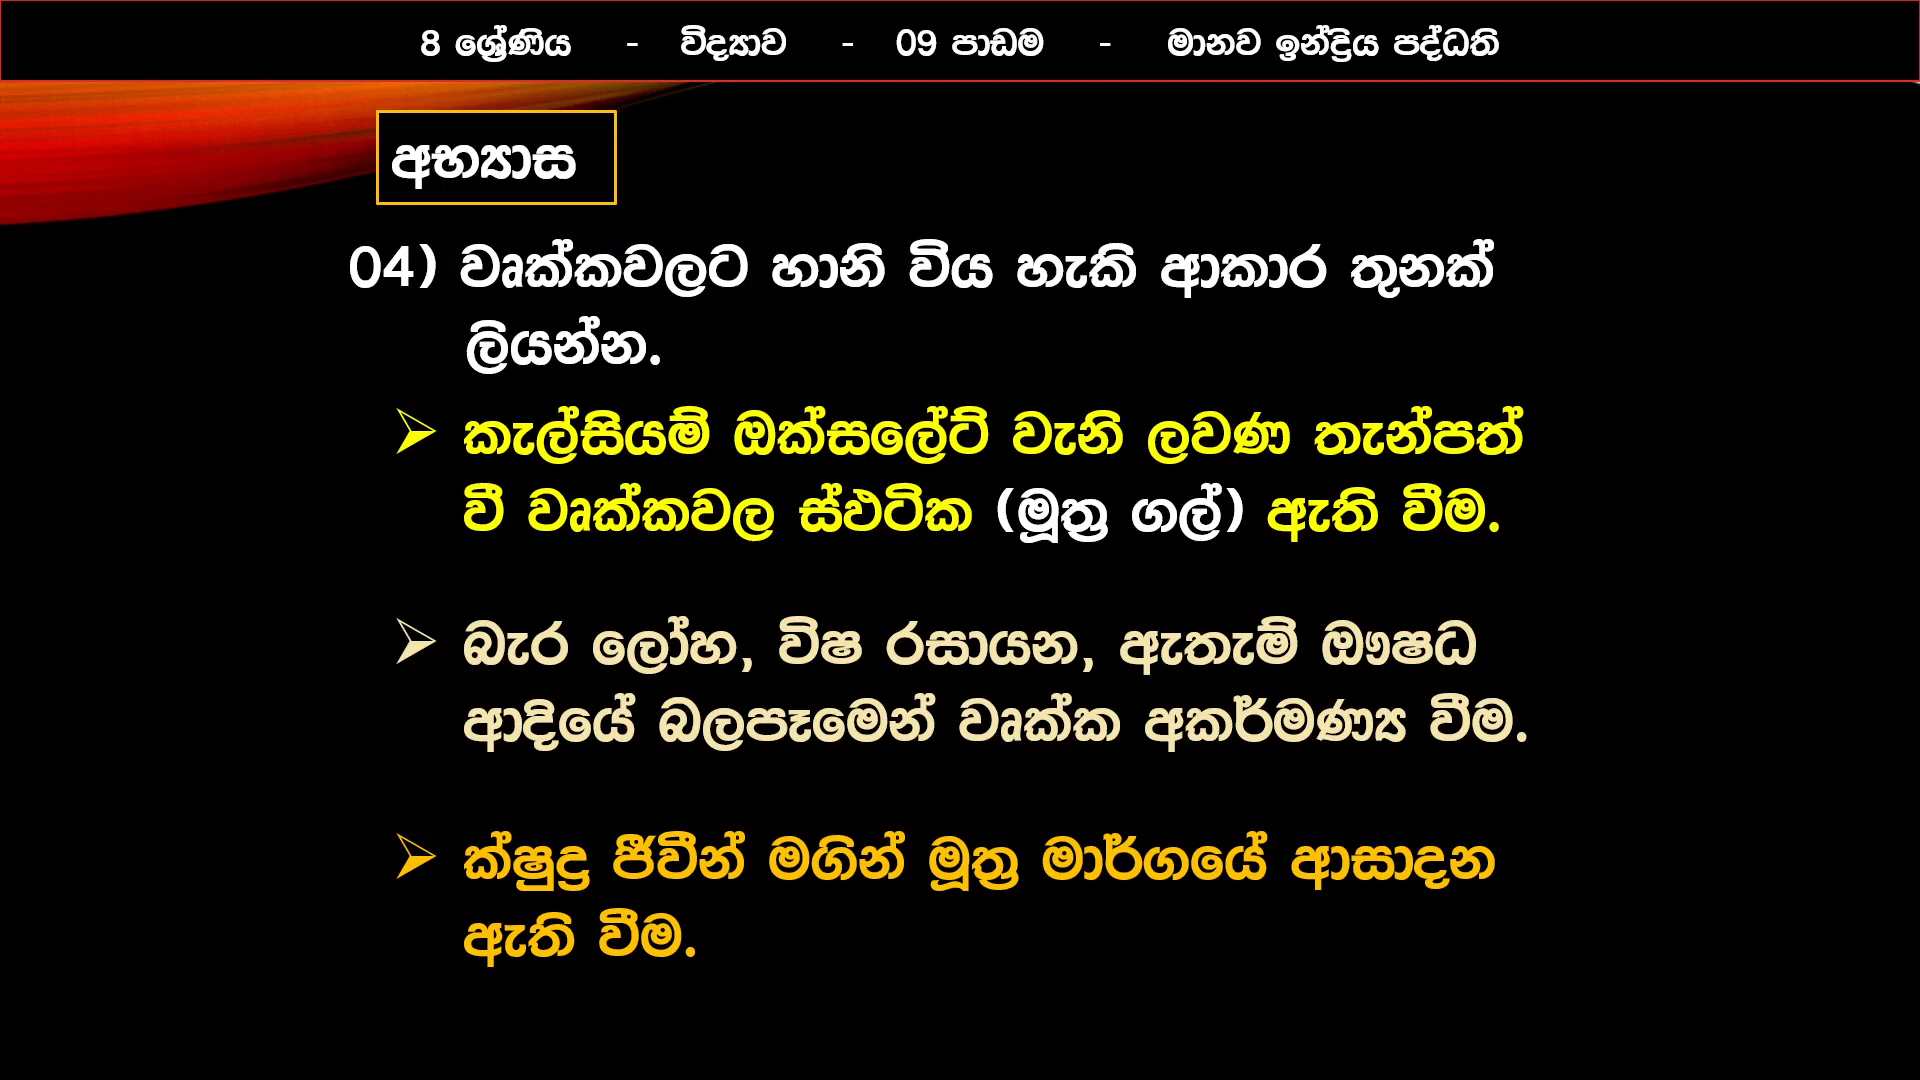 8 ශ්‍රේණිය - විද්‍යාව - 09 පාඩම - මානව ඉන්ද්‍රිය පද්ධති
අභ්‍යාස
04) වෘක්කවලට හානි විය හැකි ආකාර තුනක්
ලියන්න.
➢ කැල්සියම් ඔක්සලේට් වැනි ලවණ තැන්පත්
වී වෘක්කවල ස්ඵටික (මූත්‍ර ගල්) ඇති වීම.
➢ බැර ලෝහ, විෂ රසායන, ඇතැම් ඖෂධ
ආදියේ බලපෑමෙන් වෘක්ක අකර්මණ්‍ය වීම.
➢ ක්ෂුද්‍ර ජීවීන් මගින් මූත්‍ර මාර්ගයේ ආසාදන
ඇති වීම.